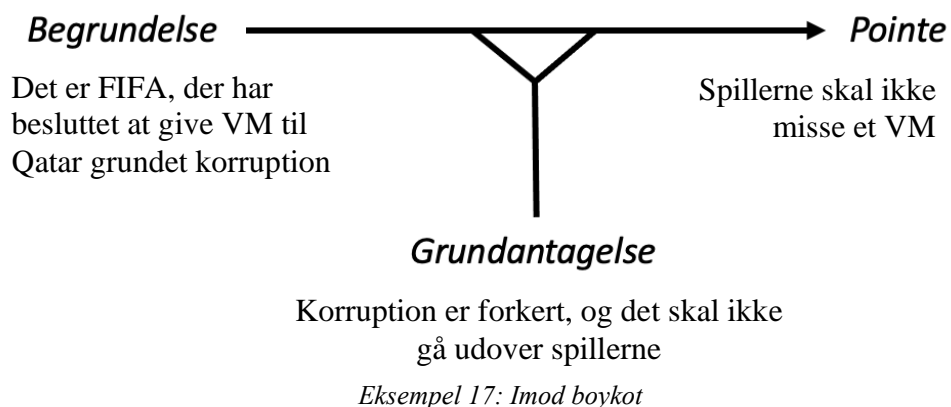 Begrundelse
Pointe
Det er FIFA, der har
besluttet at give VM til
Qatar grundet korruption
Spillerne skal ikke
misse et VM
Grundantagelse
Korruption er forkert, og det skal ikke
gå udover spillerne
Eksempel 17: Imod boykot